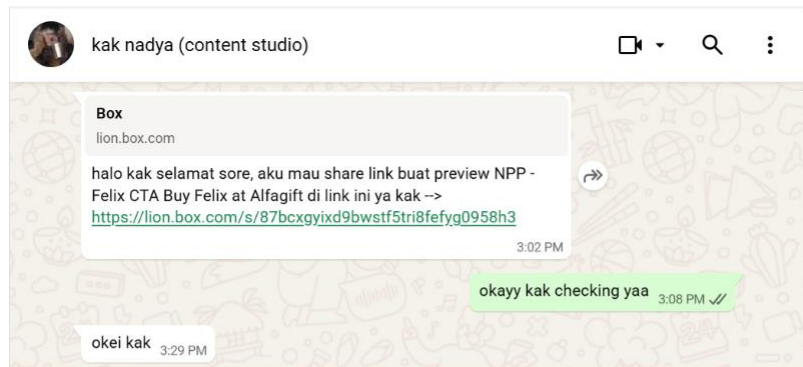 kak nadya (content studio)
Box
lion.box.com
halo kak selamat sore, aku mau share link buat preview NPP -
Felix CTA Buy Felix at Alfagift di link ini ya kak -->
https://lion.box.com/s/87bcxgyixd9bwstf5tri8fefyg0958h3
3:02 PM
okayy kak checking yaa 3:08 PM
okei kak 3:29 PM